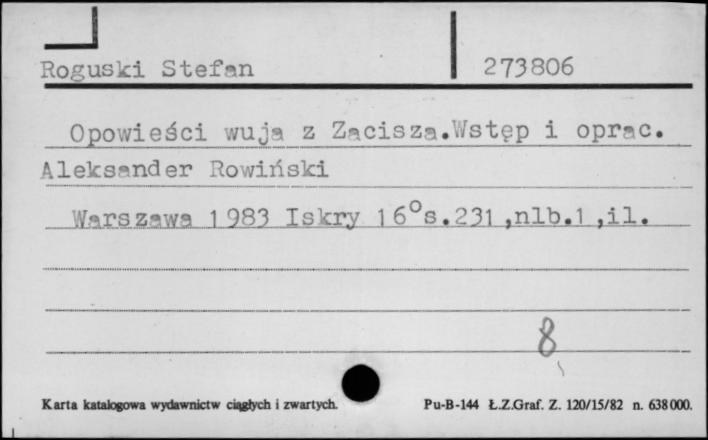 Roguski Stefan 273806
Opowieści wuja z Zacisza.Wstęp i oprac.
Aleksander Rowiński
Warszawa 1983 Iskry 16°s.231,nlb.1,il.
8
Karta katalogowa wydawnictw ciągłych i zwartych. Pu-B-144 Ł.Z.Graf. Z. 120/15/82 n. 638000.